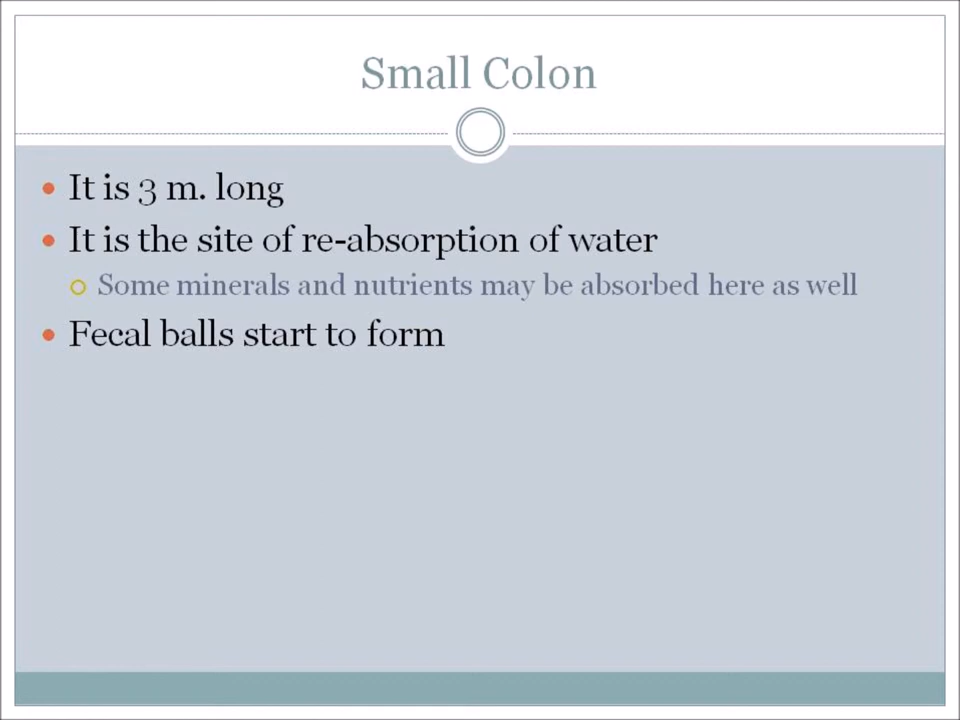 Small Colon
It is 3 m. long
It is the site of re-absorption of water
Some minerals and nutrients may be absorbed here as well
Fecal balls start to form